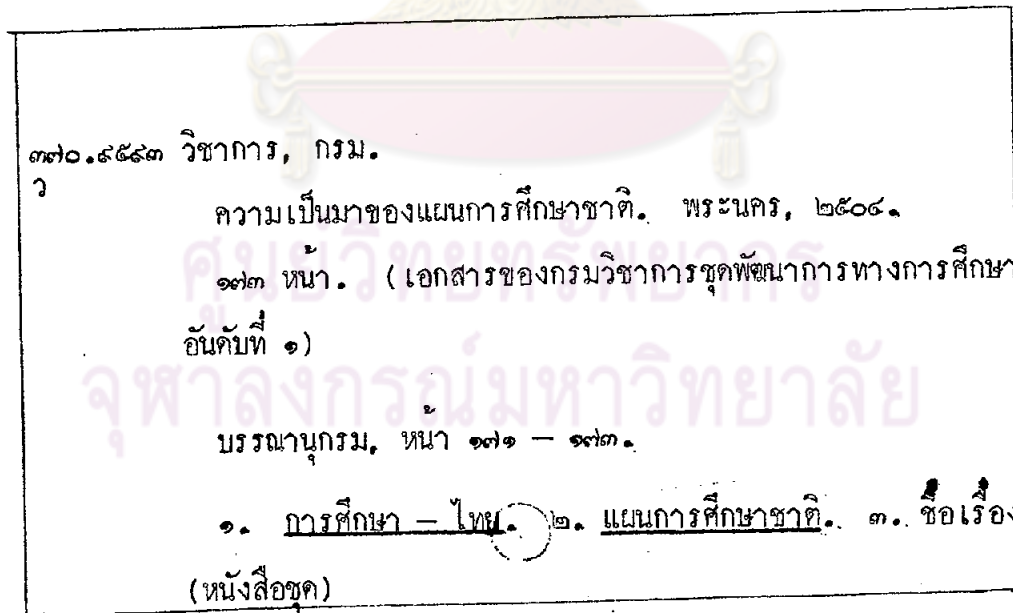 ๓๗๐.๙๕๙๓ วิชาการ, กรม.
ว
ความเป็นมาของแผนการศึกษาชาติ. พระนคร, ๒๕๐๔.
๑๗๓ หน้า. (เอกสารของกรมวิชาการชุดพัฒนาการทางการศึกษา
ศูนย์วิทยทรัพยากร
อันดับที่ ๑)
จุฬาลงกรณ์มหาวิทยาลัย
บรรณานุกรม, หน้า ๑๗๑ – ๑๗๓.
๑. การศึกษา – ไทย. ๒. แผนการศึกษาชาติ. ๓. ชื่อเรื่อง
(หนังสือชุด)